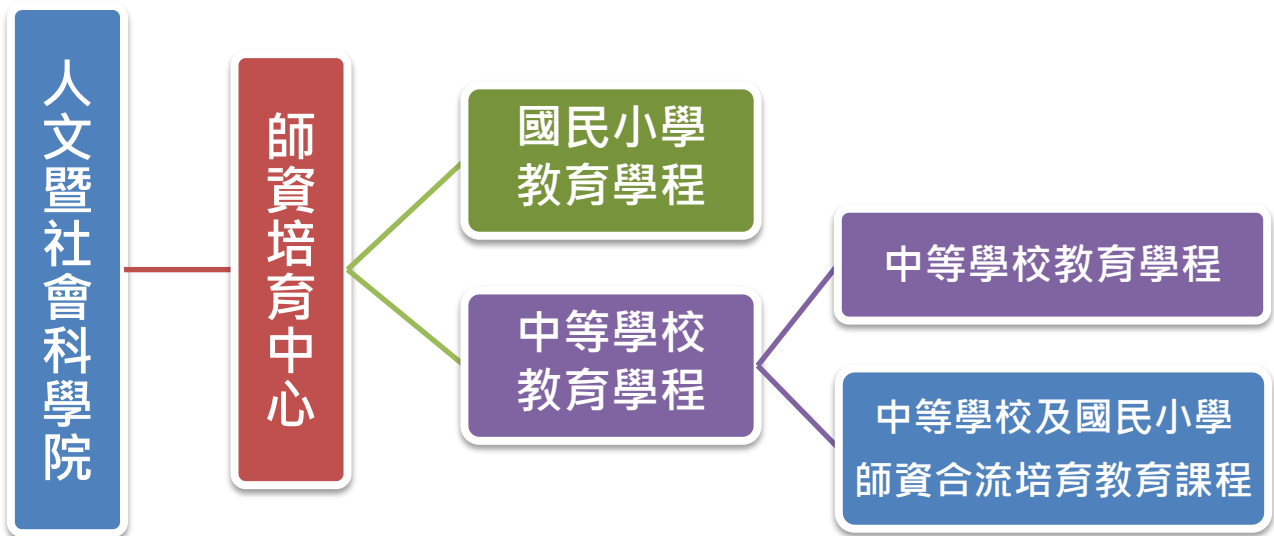 人文暨社會科學院
師資培育中心
國民小學
教育學程
中等學校
教育學程
中等學校教育學程
中等學校及國民小學
師資合流培育教育課程